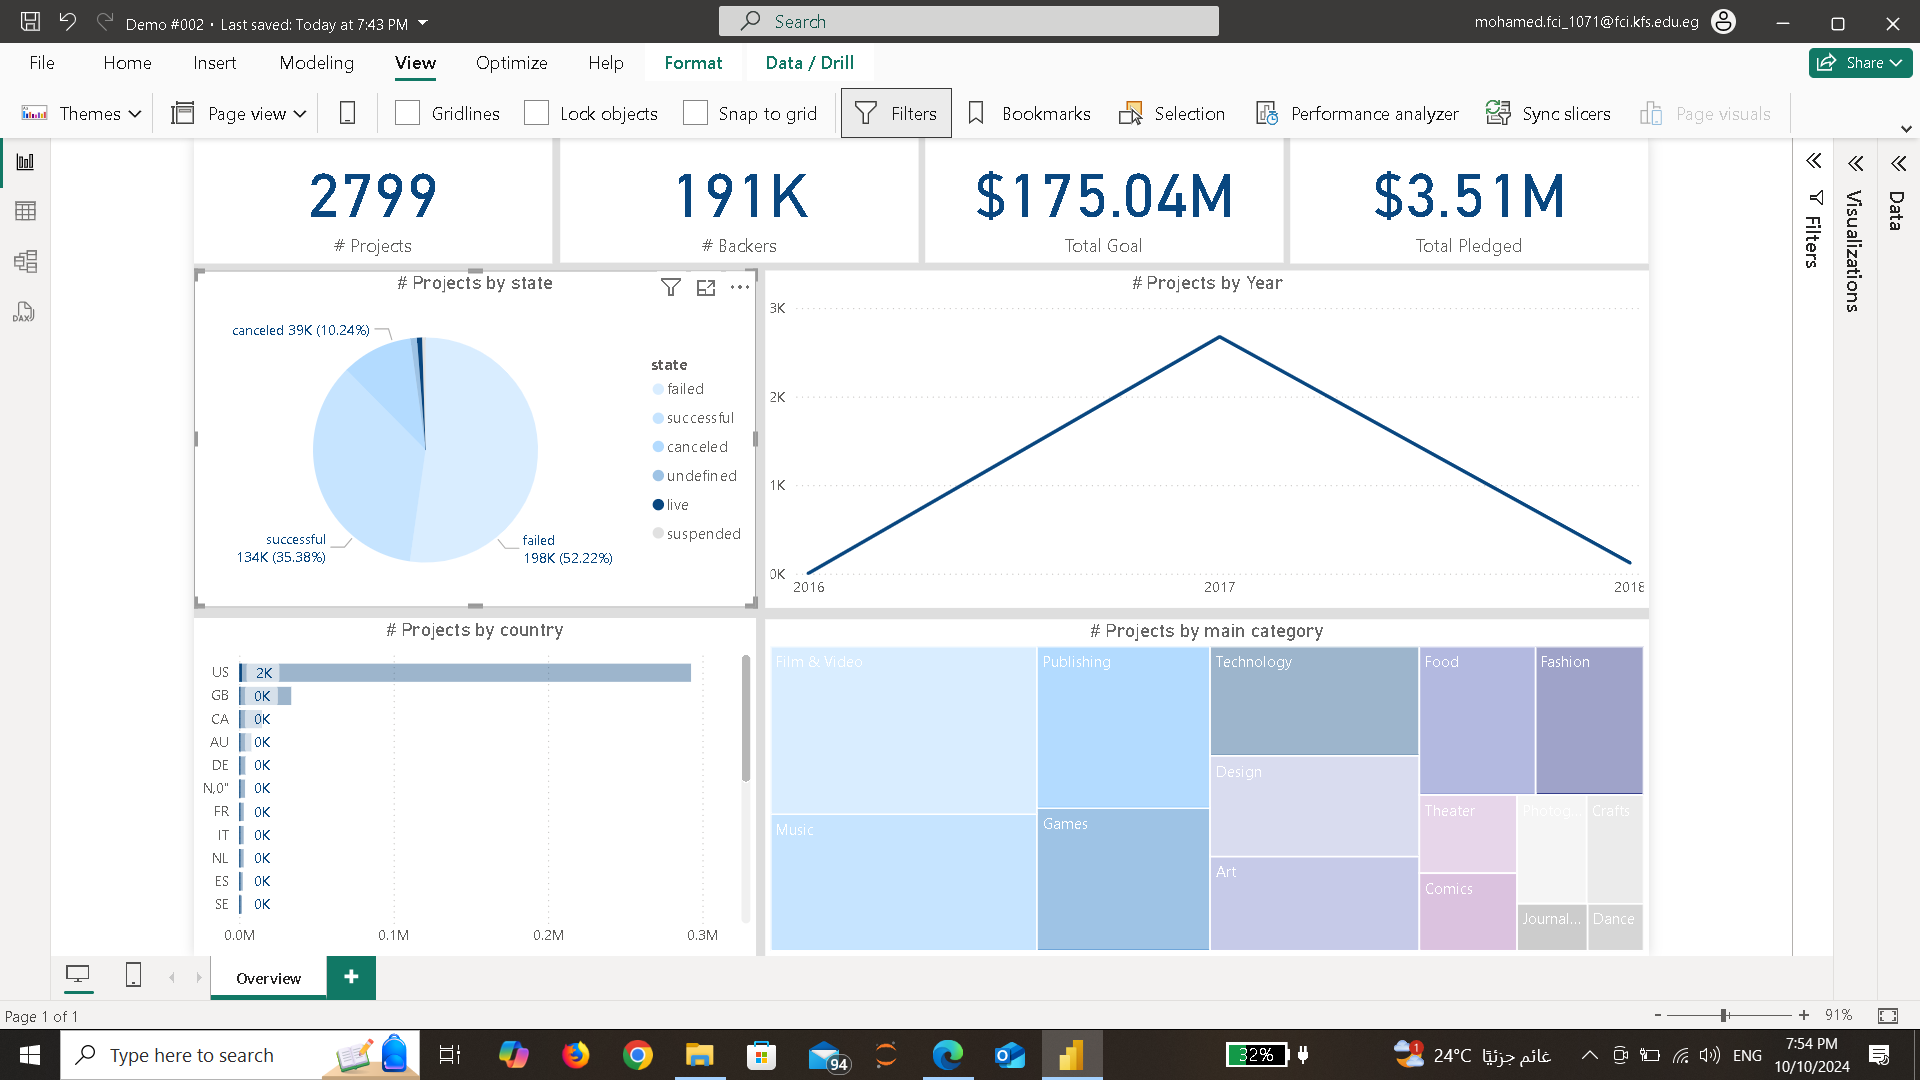 Demo #002 • Last saved: Today at 7:43 PM
Search
mohamed.fci_1071@fci.kfs.edu.eg
File Home Insert Modeling View Optimize Help Format Data / Drill
Share
Themes Page view Gridlines Lock objects Snap to grid Filters Bookmarks Selection Performance analyzer Sync slicers Page visuals
DAX
2799
# Projects
191K
# Backers
$175.04M
Total Goal
$3.51M
Total Pledged
Filters
Visualizations
Data
# Projects by state
canceled 39K (10.24%)
successful
134K (35.38%)
failed
198K (52.22%)
state
failed
successful
canceled
undefined
live
suspended
# Projects by Year
3K
2K
1K
0K
2016 2017 2018
# Projects by country
US 2K
GB 0K
CA 0K
AU 0K
DE 0K
N,0" 0K
FR 0K
IT 0K
NL 0K
ES 0K
SE 0K
0.0M 0.1M 0.2M 0.3M
# Projects by main category
Film & Video
Music
Publishing
Games
Technology
Design
Art
Food
Fashion
Theater
Comics
Photog...
Crafts
Journal...
Dance
Overview
Page 1 of 1
91%
Type here to search
94
32%
1
24°C غائم جزئيًا
ENG
7:54 PM
10/10/2024